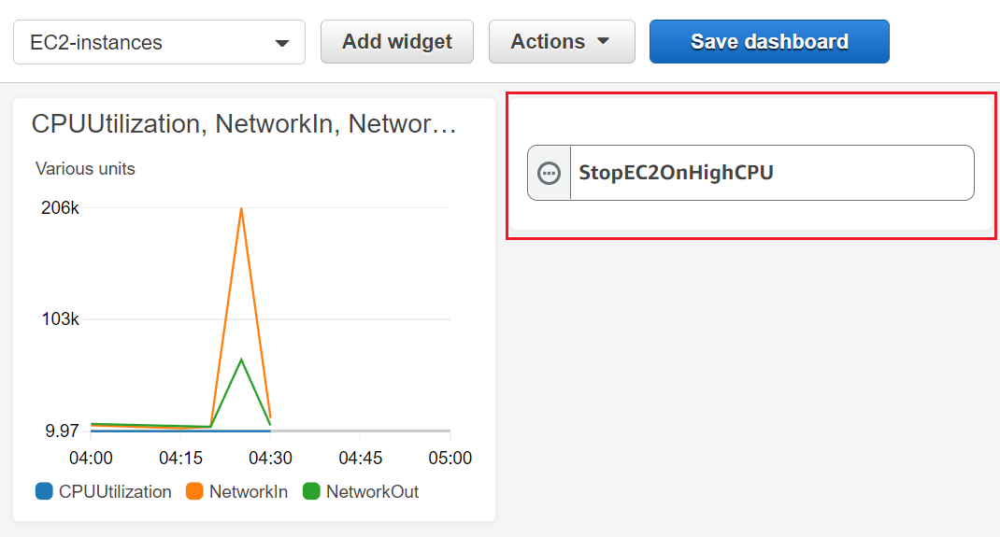 EC2-instances
Add widget
Actions
Save dashboard
CPUUtilization, NetworkIn, Networ...
Various units
206k
103k
9.97
04:00 04:15 04:30 04:45 05:00
CPUUtilization NetworkIn NetworkOut
StopEC2OnHighCPU